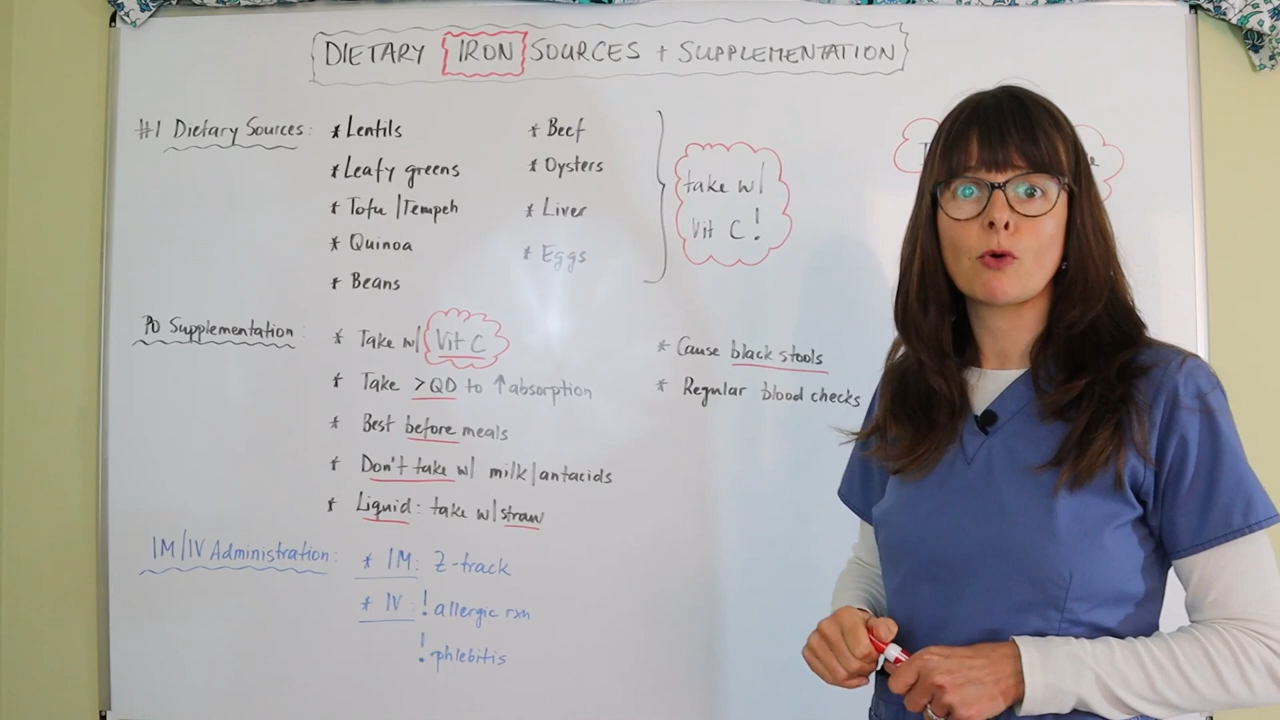 DIETARY IRON SOURCES + SUPPLEMENTATION
#1 Dietary Sources:
* Lentils
* Leafy greens
* Tofu/Tempeh
* Quinoa
* Beans
* Beef
* Oysters
* Liver
* Eggs
take w/
Vit C!
PO Supplementation:
* Take w/ Vit C
* Take >QD to ↑absorption
* Best before meals
* Don't take w/ milk/antacids
* Liquid: take w/ straw
* Cause black stools
* Regular blood checks
IM/IV Administration:
* IM: Z-track
* IV: ! allergic rxn
! phlebitis